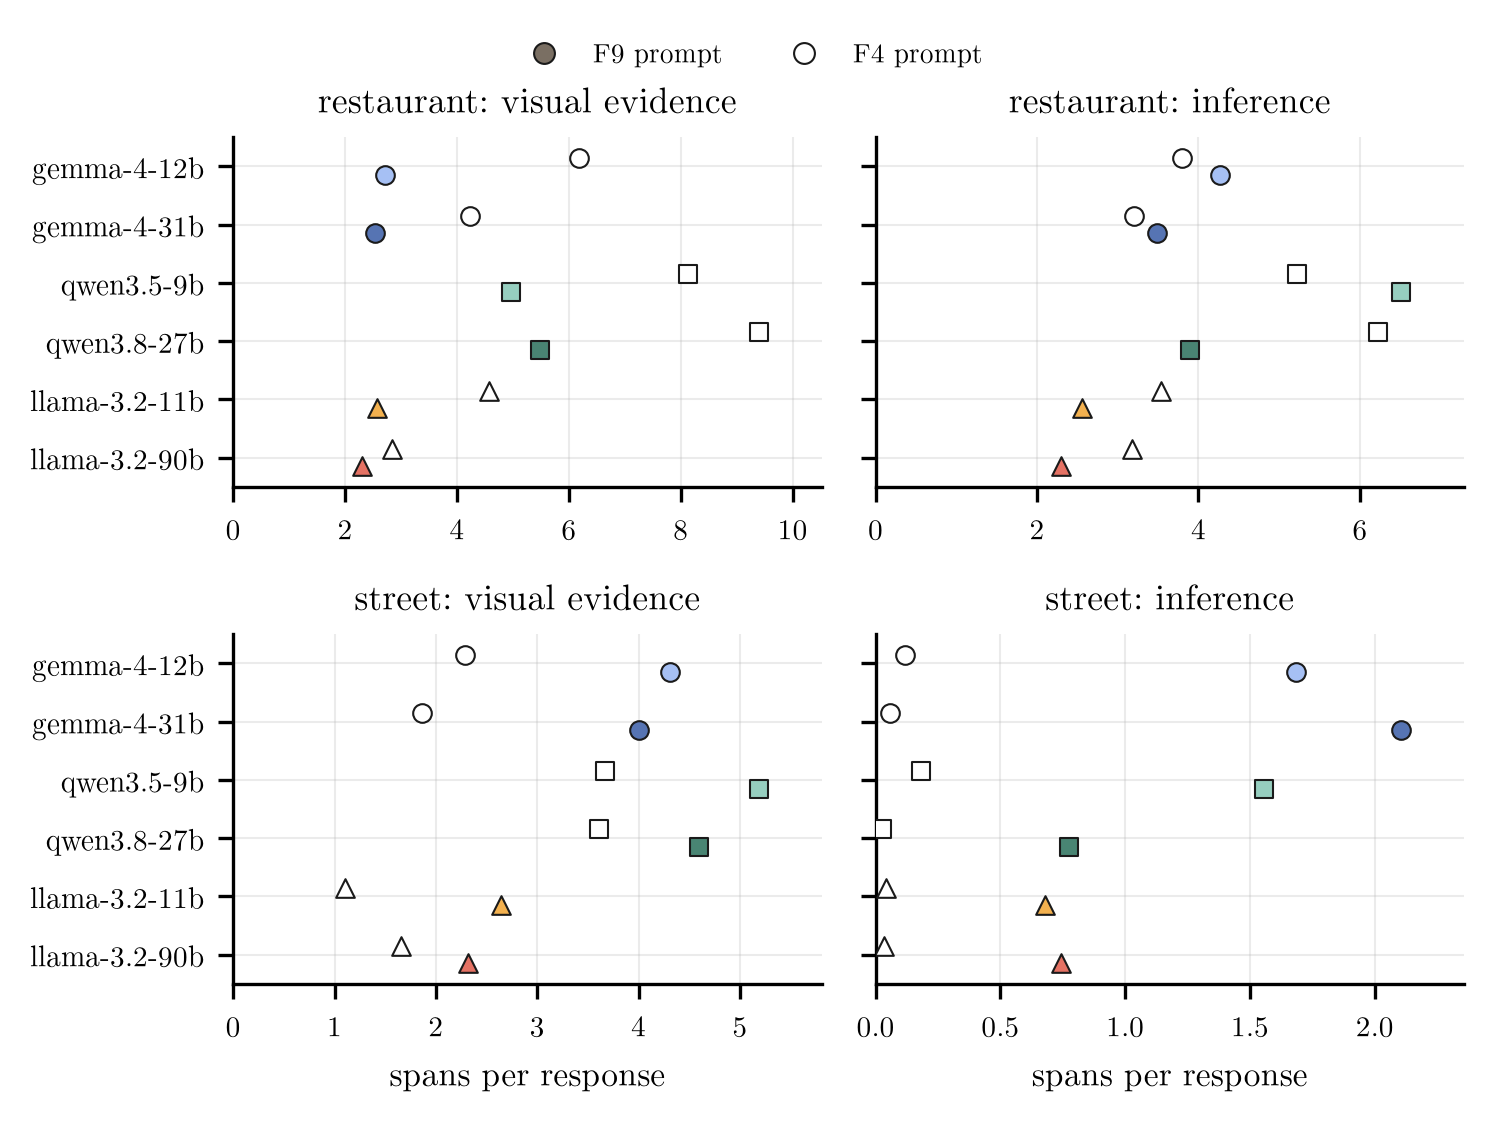 F9 prompt F4 prompt
restaurant: visual evidence
restaurant: inference
gemma-4-12b
gemma-4-31b
qwen3.5-9b
qwen3.8-27b
llama-3.2-11b
llama-3.2-90b
0 2 4 6 8 10
0 2 4 6
street: visual evidence
street: inference
gemma-4-12b
gemma-4-31b
qwen3.5-9b
qwen3.8-27b
llama-3.2-11b
llama-3.2-90b
0 1 2 3 4 5
0.0 0.5 1.0 1.5 2.0
spans per response
spans per response